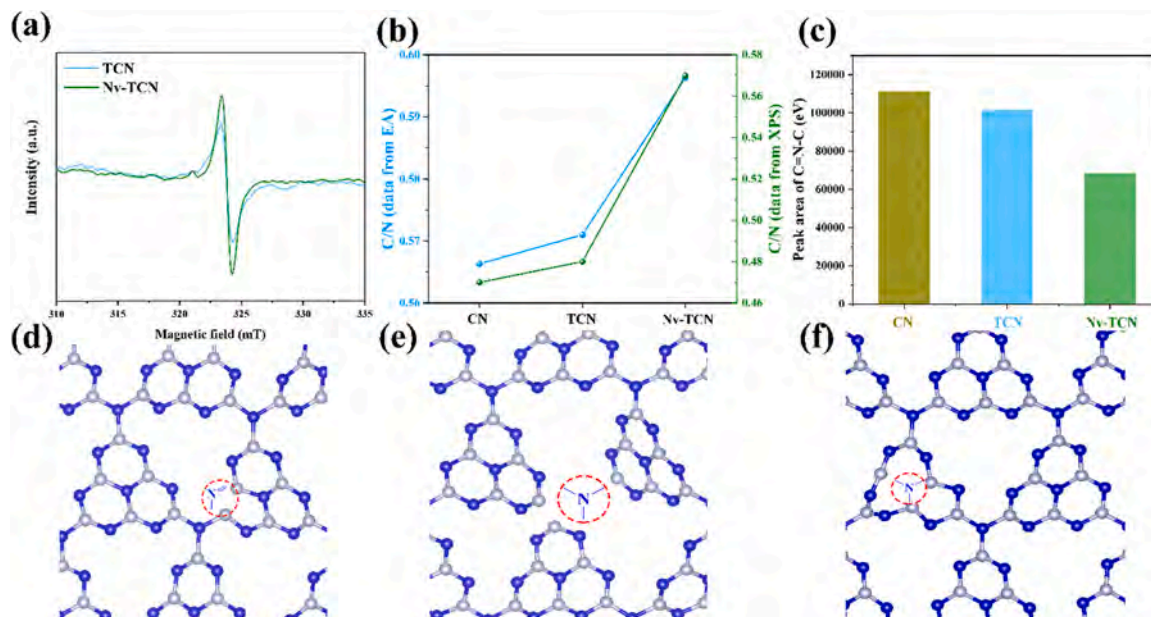 (a)
TCN
Nv-TCN
Intensity (a.u.)
310 315 320 325 330 335
Magnetic field (mT)
(b)
C/N (data from EA)
0.60
0.59
0.58
0.57
0.56
CN TCN Nv-TCN
0.58
0.56
0.54
0.52
0.50
0.48
0.46
C/N (data from XPS)
(c)
Peak area of C=N-C (eV)
120000
100000
80000
60000
40000
20000
0
CN TCN Nv-TCN
(d)
N
(e)
N
(f)
N